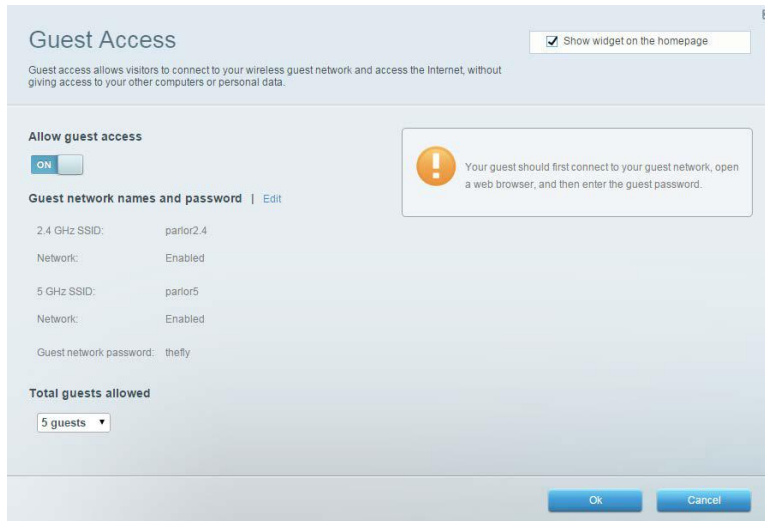 Guest Access
Show widget on the homepage
Guest access allows visitors to connect to your wireless guest network and access the Internet, without
giving access to your other computers or personal data.
Allow guest access
ON
Your guest should first connect to your guest network, open
a web browser, and then enter the guest password.
Guest network names and password | Edit
2.4 GHz SSID: parlor2.4
Network: Enabled
5 GHz SSID: parlor5
Network: Enabled
Guest network password: thefly
Total guests allowed
5 guests
Ok Cancel